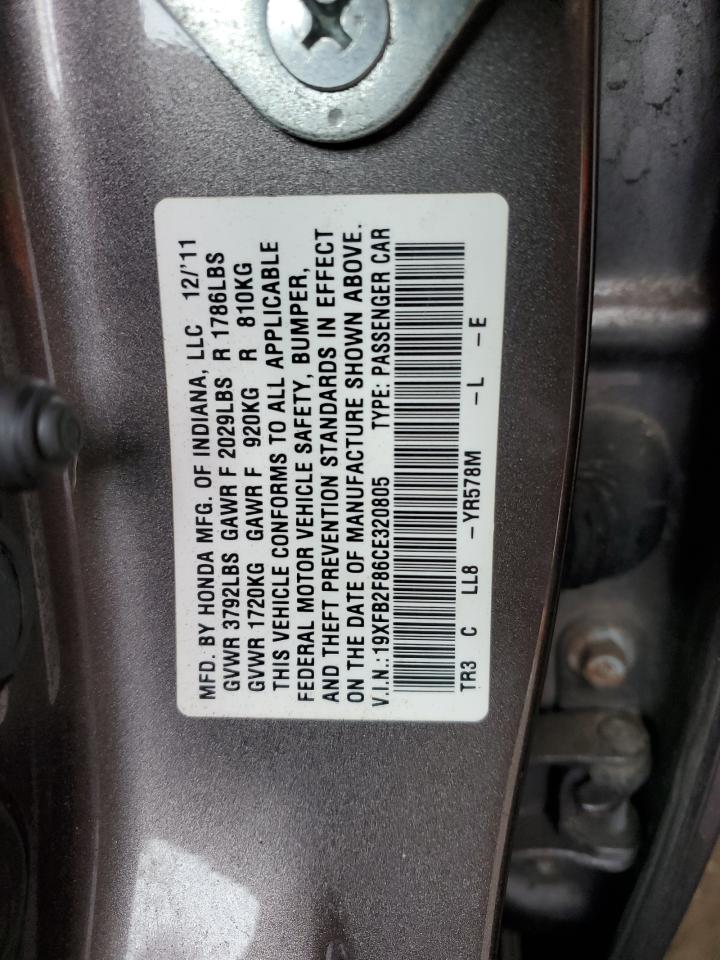 MFD. BY HONDA MFG. OF INDIANA, LLC 12/'11
GVWR 3792LBS GAWR F 2029LBS R 1786LBS
GVWR 1720KG GAWR F 920KG R 810KG
THIS VEHICLE CONFORMS TO ALL APPLICABLE
FEDERAL MOTOR VEHICLE SAFETY, BUMPER,
AND THEFT PREVENTION STANDARDS IN EFFECT
ON THE DATE OF MANUFACTURE SHOWN ABOVE.
V.I.N.:19XFB2F86CE320805 TYPE: PASSENGER CAR
TR3 C LL8 -YR578M -L -E